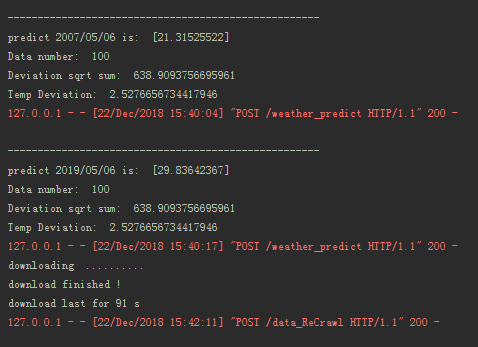 ----------------------------------------------------
predict 2007/05/06 is:  [21.31525522]
Data number:  100
Deviation sqrt sum:  638.9093756695961
Temp Deviation:  2.5276656734417946
127.0.0.1 - - [22/Dec/2018 15:40:04] "POST /weather_predict HTTP/1.1" 200 -
----------------------------------------------------
predict 2019/05/06 is:  [29.83642367]
Data number:  100
Deviation sqrt sum:  638.9093756695961
Temp Deviation:  2.5276656734417946
127.0.0.1 - - [22/Dec/2018 15:40:17] "POST /weather_predict HTTP/1.1" 200 -
downloading  ..........
download finished !
download last for 91 s
127.0.0.1 - - [22/Dec/2018 15:42:11] "POST /data_ReCrawl HTTP/1.1" 200 -